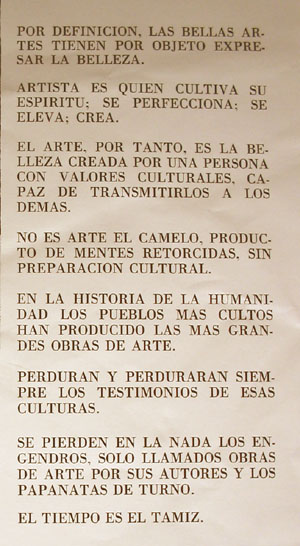 POR DEFINICION, LAS BELLAS AR-
TES TIENEN POR OBJETO EXPRE-
SAR LA BELLEZA.
ARTISTA ES QUIEN CULTIVA SU
ESPIRITU; SE PERFECCIONA; SE
ELEVA; CREA.
EL ARTE, POR TANTO, ES LA BE-
LLEZA CREADA POR UNA PERSONA
CON VALORES CULTURALES, CA-
PAZ DE TRANSMITIRLOS A LOS
DEMAS.
NO ES ARTE EL CAMELO, PRODUC-
TO DE MENTES RETORCIDAS, SIN
PREPARACION CULTURAL.
EN LA HISTORIA DE LA HUMANI-
DAD LOS PUEBLOS MAS CULTOS
HAN PRODUCIDO LAS MAS GRAN-
DES OBRAS DE ARTE.
PERDURAN Y PERDURARAN SIEM-
PRE LOS TESTIMONIOS DE ESAS
CULTURAS.
SE PIERDEN EN LA NADA LOS EN-
GENDROS, SOLO LLAMADOS OBRAS
DE ARTE POR SUS AUTORES Y LOS
PAPANATAS DE TURNO.
EL TIEMPO ES EL TAMIZ.